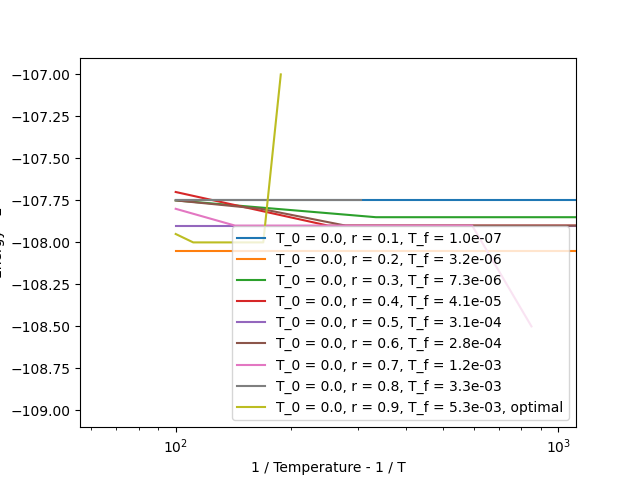 −107.00
−107.25
−107.50
−107.75
−108.00
−108.25
−108.50
−108.75
−109.00
T_0 = 0.0, r = 0.1, T_f = 1.0e-07
T_0 = 0.0, r = 0.2, T_f = 3.2e-06
T_0 = 0.0, r = 0.3, T_f = 7.3e-06
T_0 = 0.0, r = 0.4, T_f = 4.1e-05
T_0 = 0.0, r = 0.5, T_f = 3.1e-04
T_0 = 0.0, r = 0.6, T_f = 2.8e-04
T_0 = 0.0, r = 0.7, T_f = 1.2e-03
T_0 = 0.0, r = 0.8, T_f = 3.3e-03
T_0 = 0.0, r = 0.9, T_f = 5.3e-03, optimal
10² 10³
1 / Temperature - 1 / T